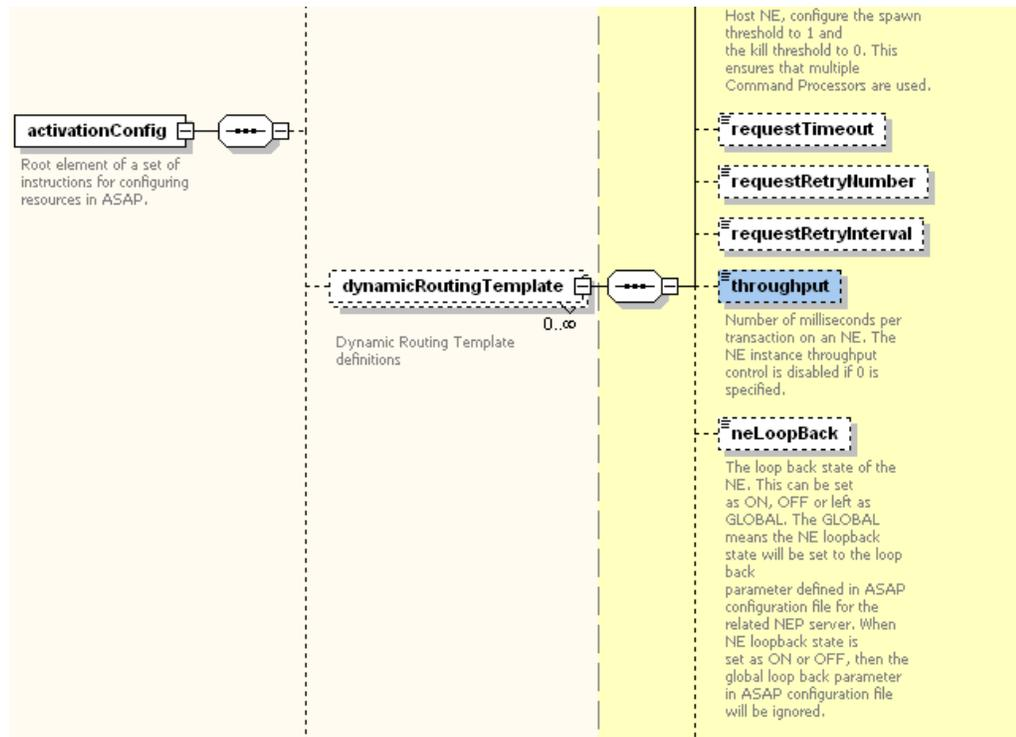 Host NE, configure the spawn
threshold to 1 and
the kill threshold to 0. This
ensures that multiple
Command Processors are used.
activationConfig
Root element of a set of
instructions for configuring
resources in ASAP.
requestTimeout
requestRetryNumber
requestRetryInterval
dynamicRoutingTemplate
0..∞
Dynamic Routing Template
definitions
throughput
Number of milliseconds per
transaction on an NE. The
NE instance throughput
control is disabled if 0 is
specified.
neLoopBack
The loop back state of the
NE. This can be set
as ON, OFF or left as
GLOBAL. The GLOBAL
means the NE loopback
state will be set to the loop
back
parameter defined in ASAP
configuration file for the
related NEP server. When
NE loopback state is
set as ON or OFF, then the
global loop back parameter
in ASAP configuration file
will be ignored.